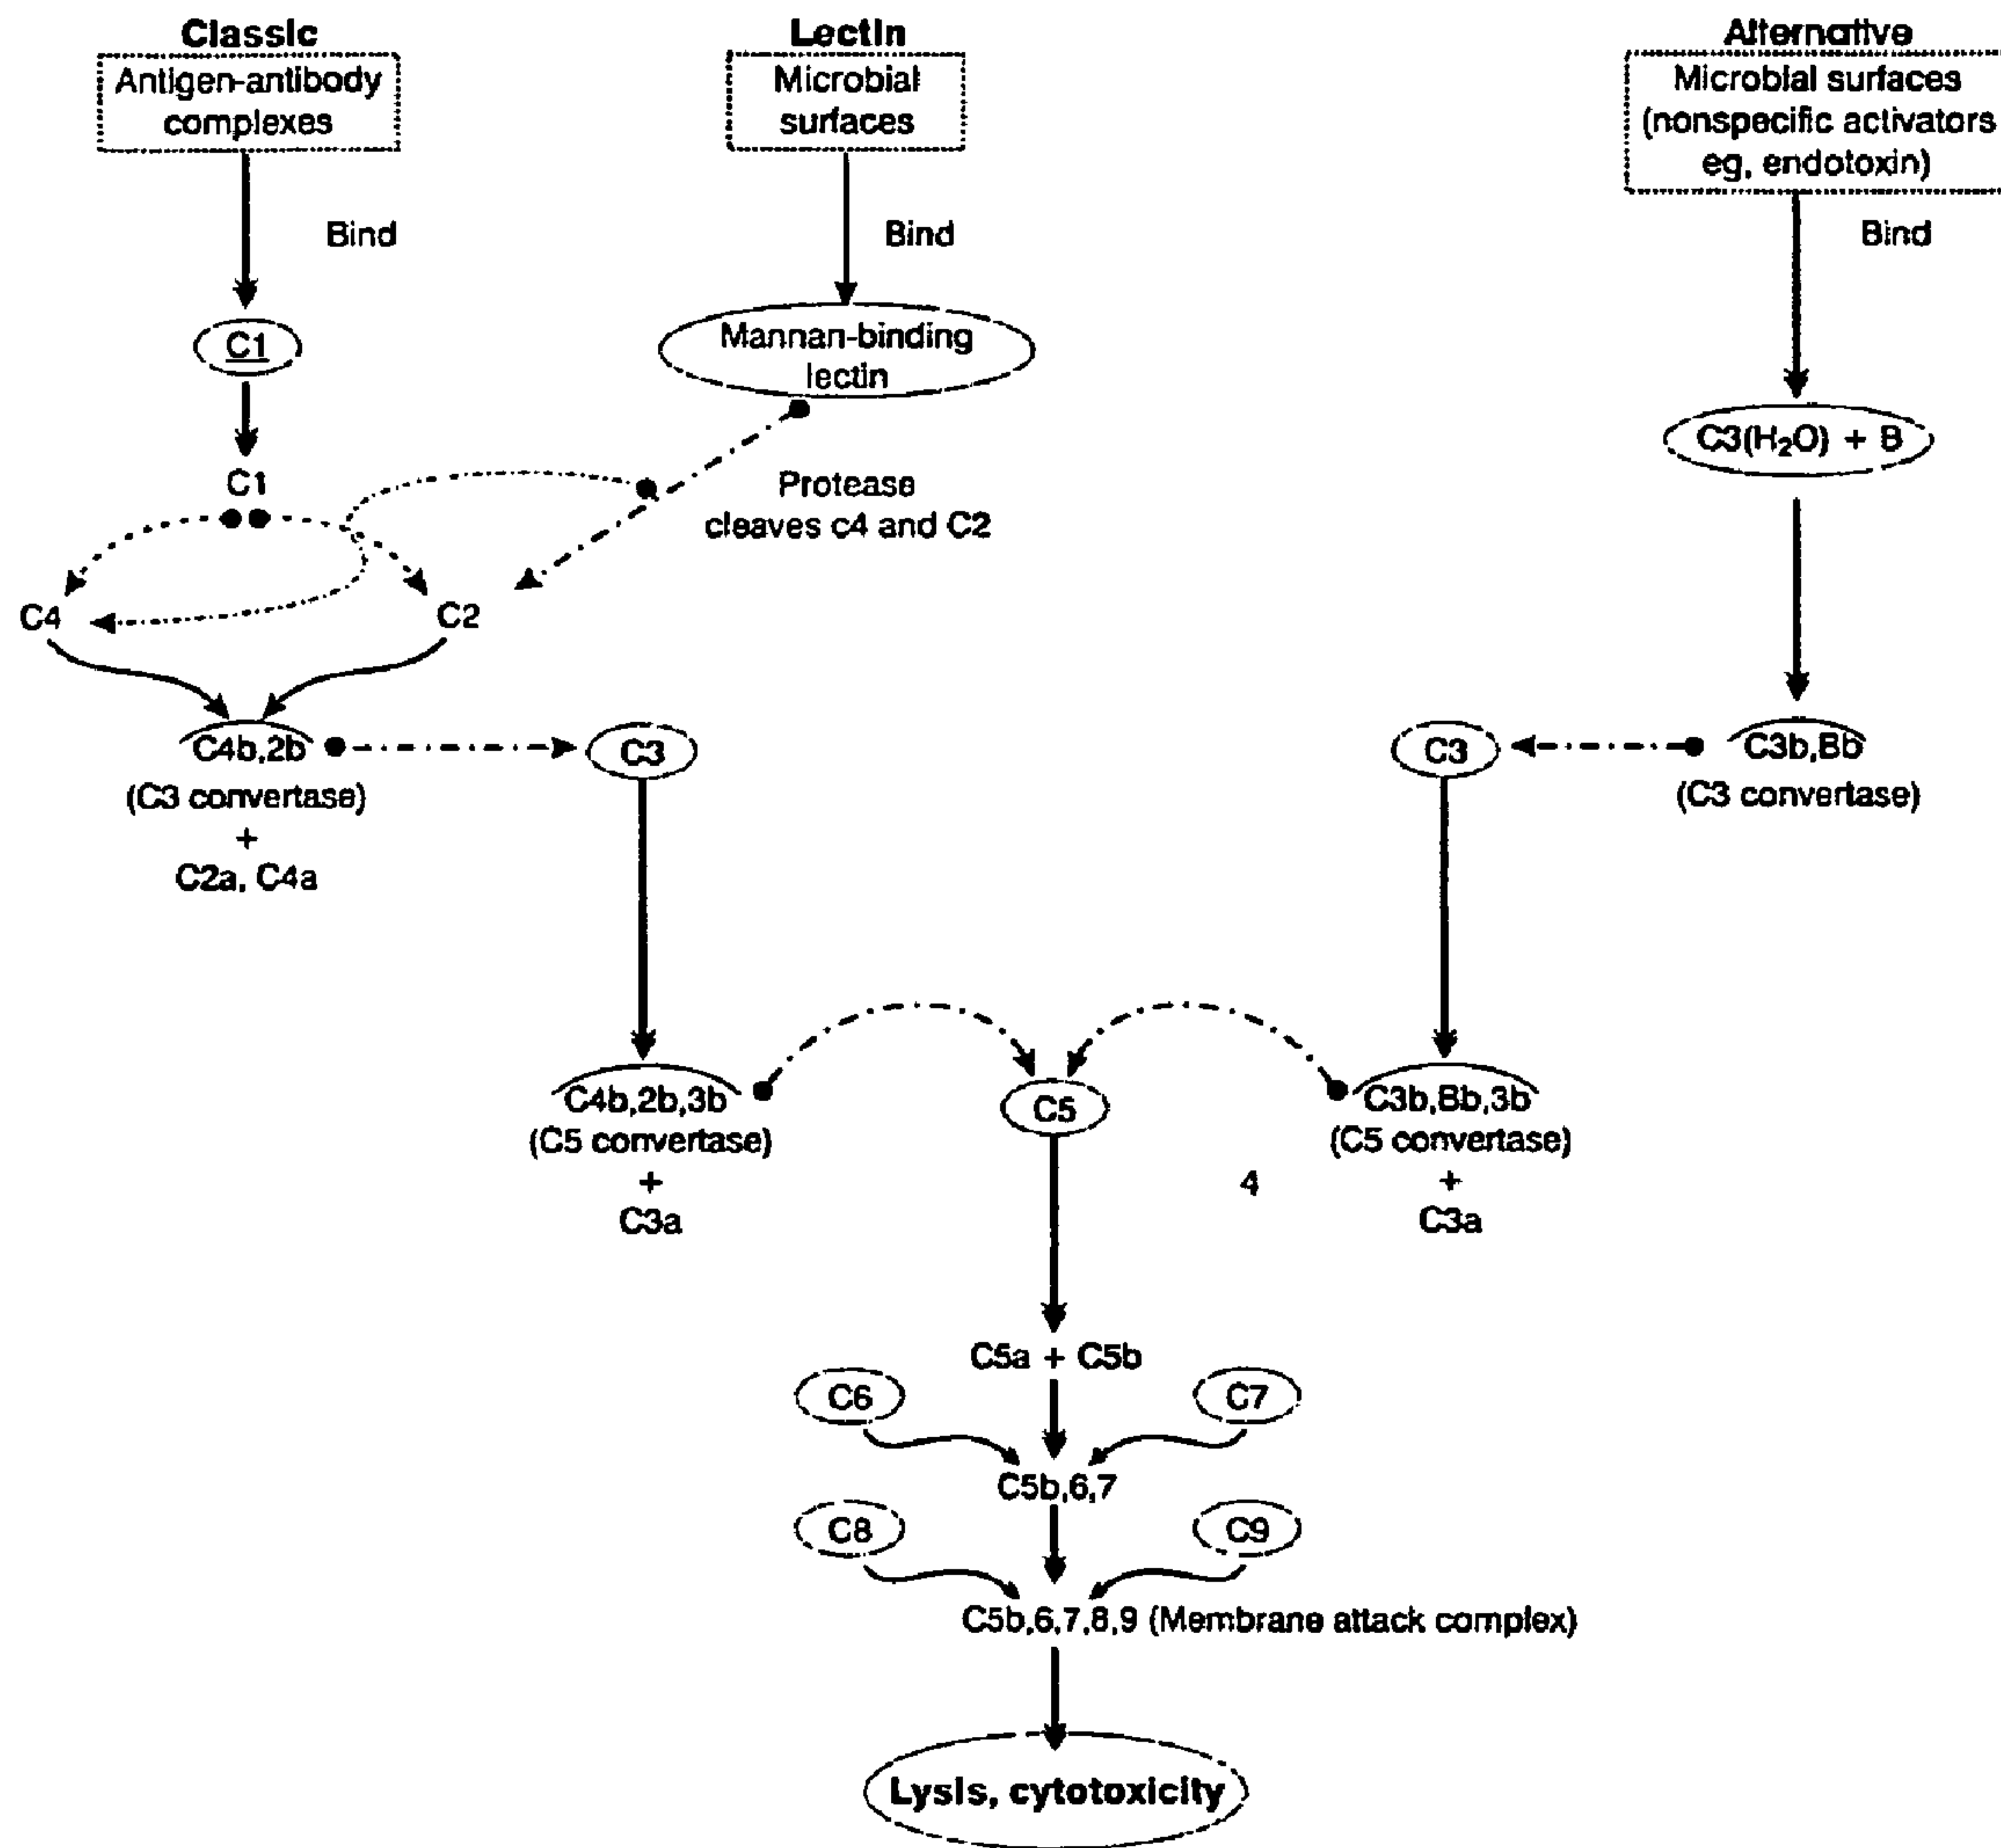 Classic
Antigen-antibody
complexes
Bind
C1
C1
Lectin
Microbial
surfaces
Bind
Mannan-binding
lectin
Protease
cleaves c4 and C2
Alternative
Microbial surfaces
(nonspecific activators
eg, endotoxin)
Bind
C3(H₂O) + B
C4
C2
C4b,2b
(C3 convertase)
+
C2a, C4a
C3
C3
C3b,Bb
(C3 convertase)
C4b,2b,3b
(C5 convertase)
+
C3a
C5
4
C3b,Bb,3b
(C5 convertase)
+
C3a
C5a + C5b
C6
C7
C5b,6,7
C8
C9
C5b,6,7,8,9 (Membrane attack complex)
Lysis, cytotoxicity